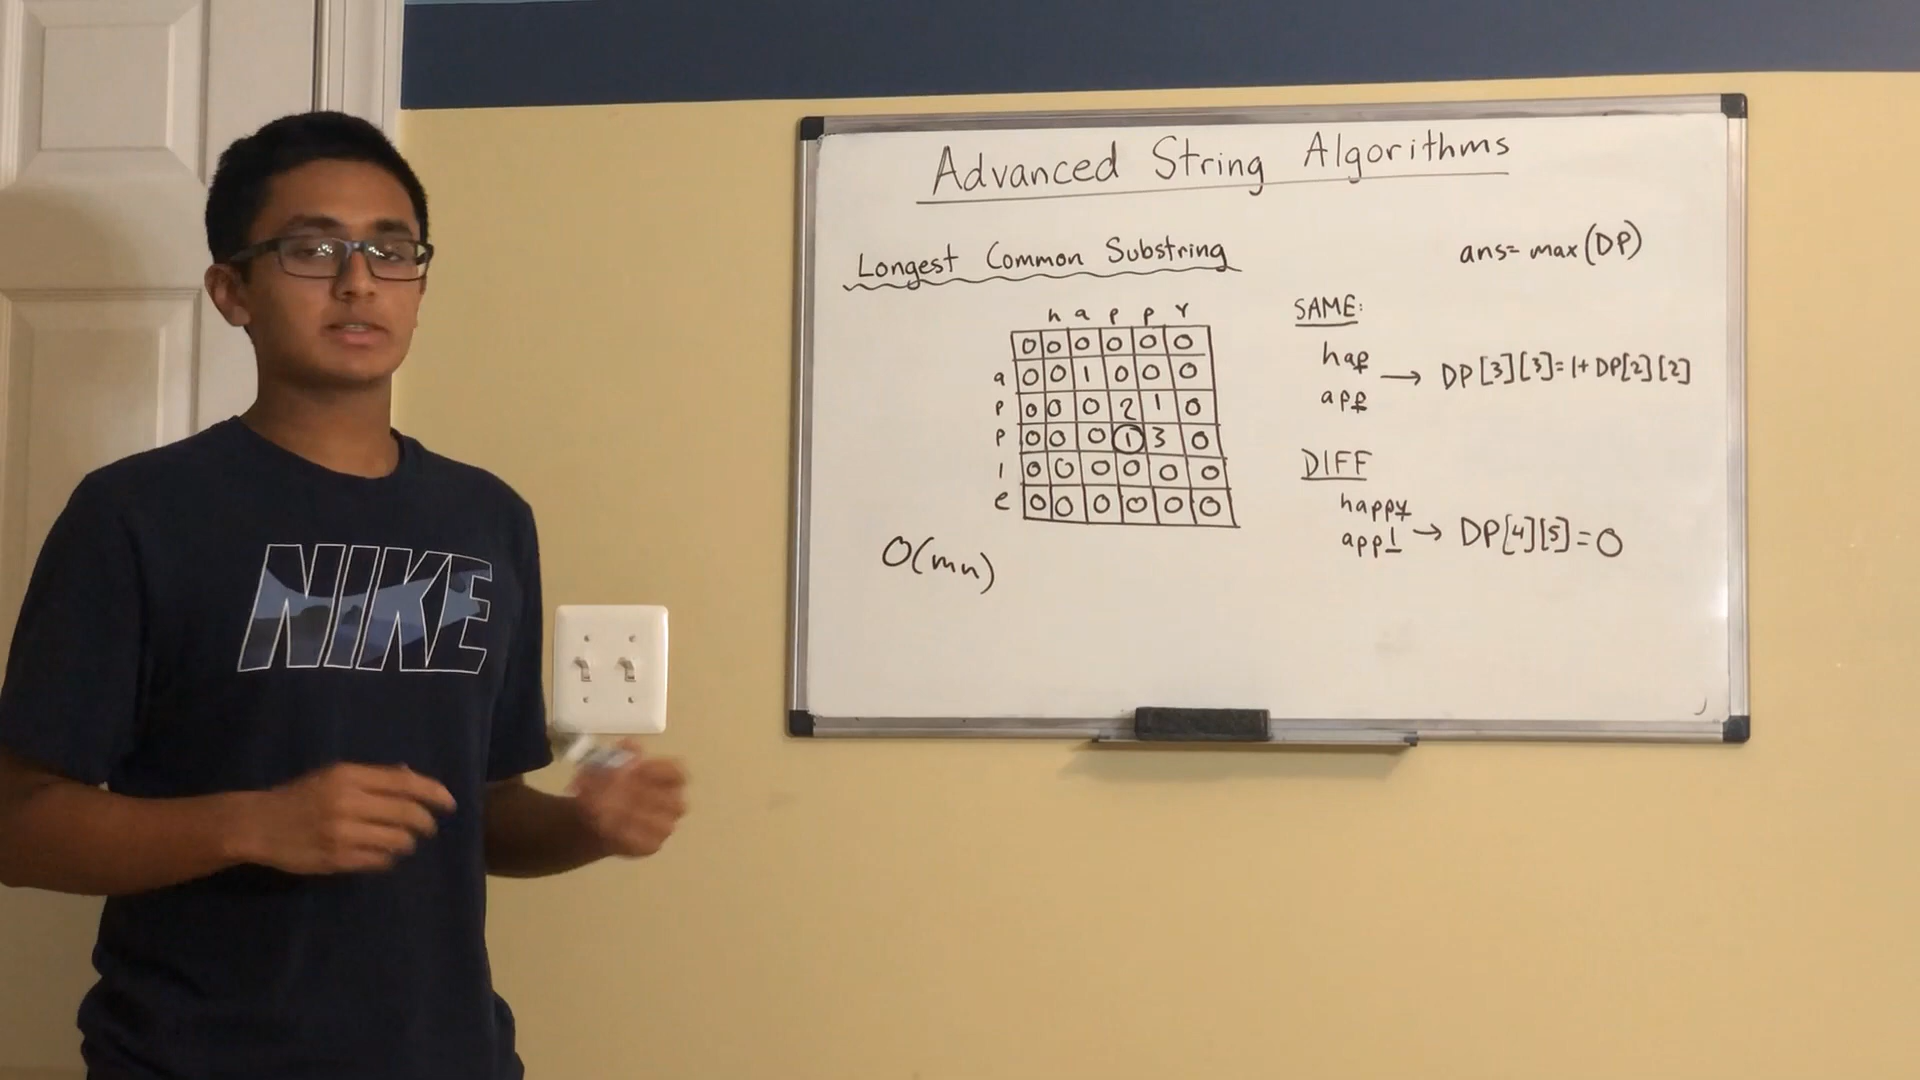 Advanced String Algorithms
Longest Common Substring
ans= max(DP)
h a p p y
0 0 0 0 0 0
a 0 0 1 0 0 0
p 0 0 0 2 1 0
p 0 0 0 1 3 0
l 0 0 0 0 0 0
e 0 0 0 0 0 0
O(mn)
SAME:
hap
app
→ DP[3][3]=1+DP[2][2]
DIFF
happy
appl → DP[4][5]=0
NIKE